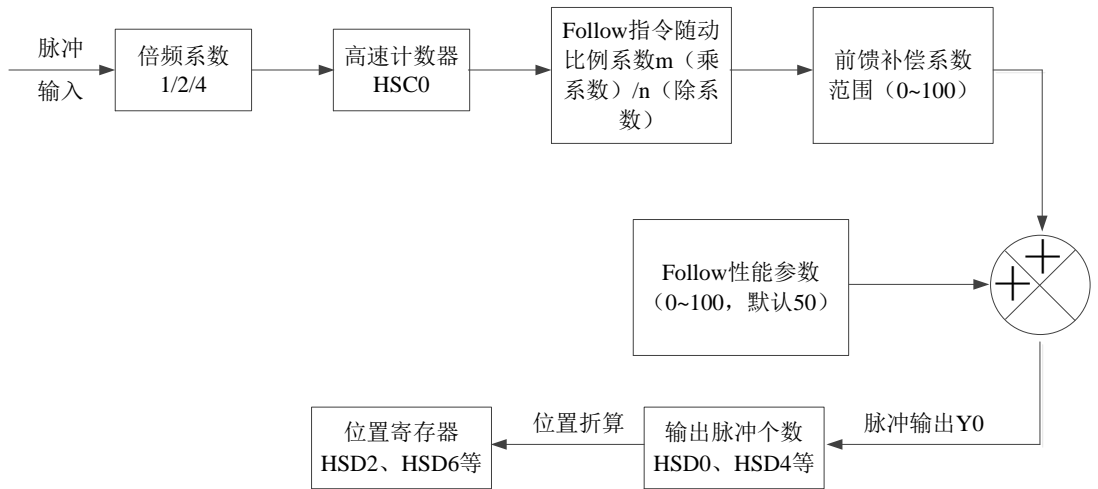 脉冲
输入
倍频系数
1/2/4
高速计数器
HSC0
Follow指令随动
比例系数m（乘
系数）/n（除系
数）
前馈补偿系数
范围（0~100）
Follow性能参数
（0~100，默认50）
脉冲输出Y0
输出脉冲个数
HSD0、HSD4等
位置折算
位置寄存器
HSD2、HSD6等